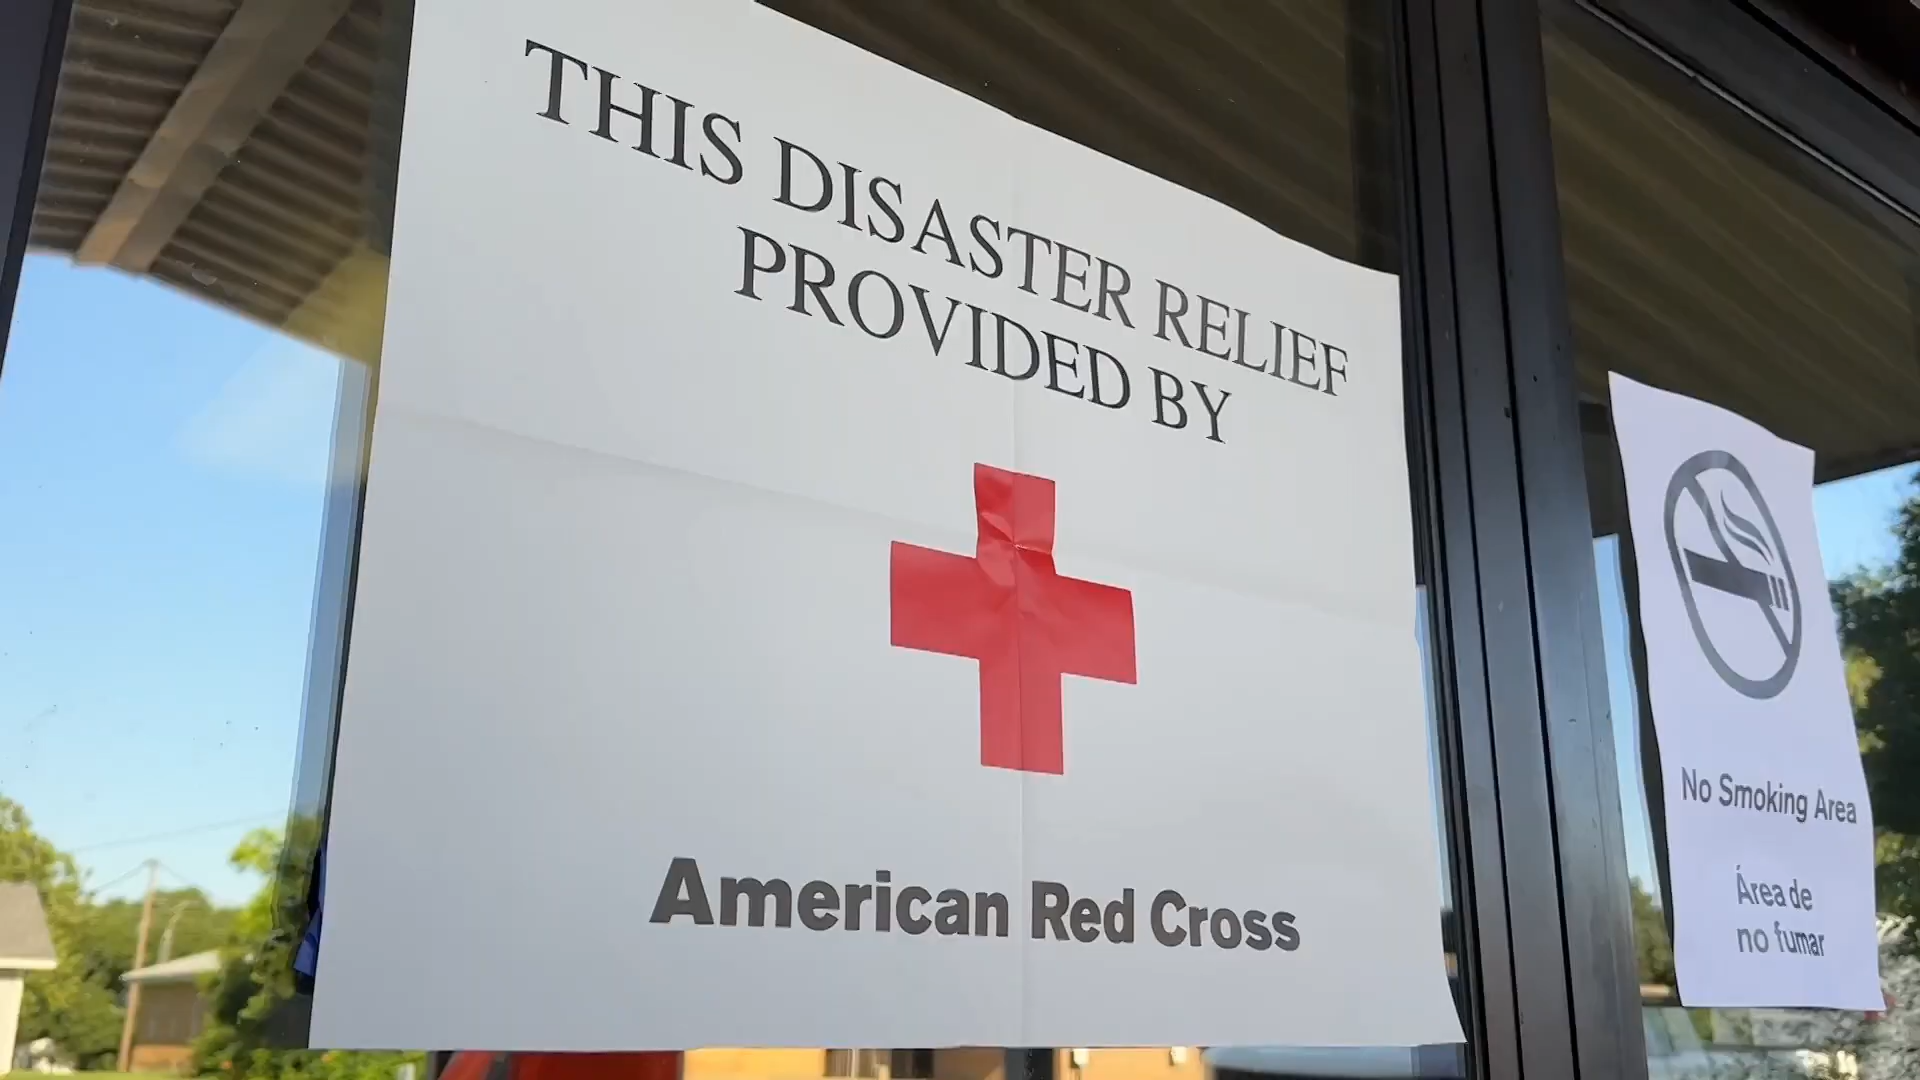 THIS DISASTER RELIEF
PROVIDED BY
American Red Cross
No Smoking Area
Área de
no fumar